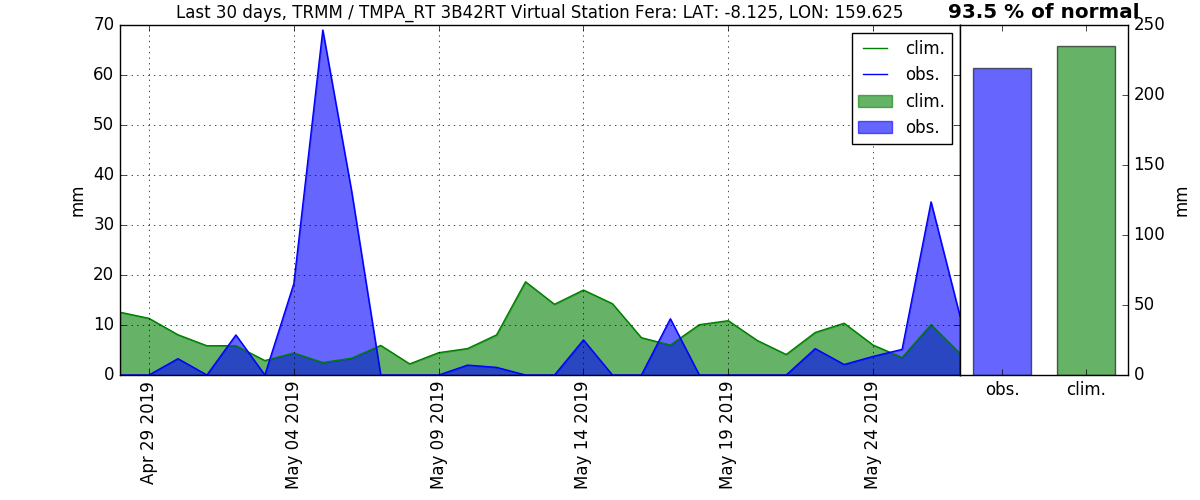 Last 30 days, TRMM / TMPA_RT 3B42RT Virtual Station Fera: LAT: -8.125, LON: 159.625
93.5 % of normal
70
60
50
40
30
20
10
0
mm
clim.
obs.
clim.
obs.
250
200
150
100
50
0
mm
Apr 29 2019
May 04 2019
May 09 2019
May 14 2019
May 19 2019
May 24 2019
obs.
clim.